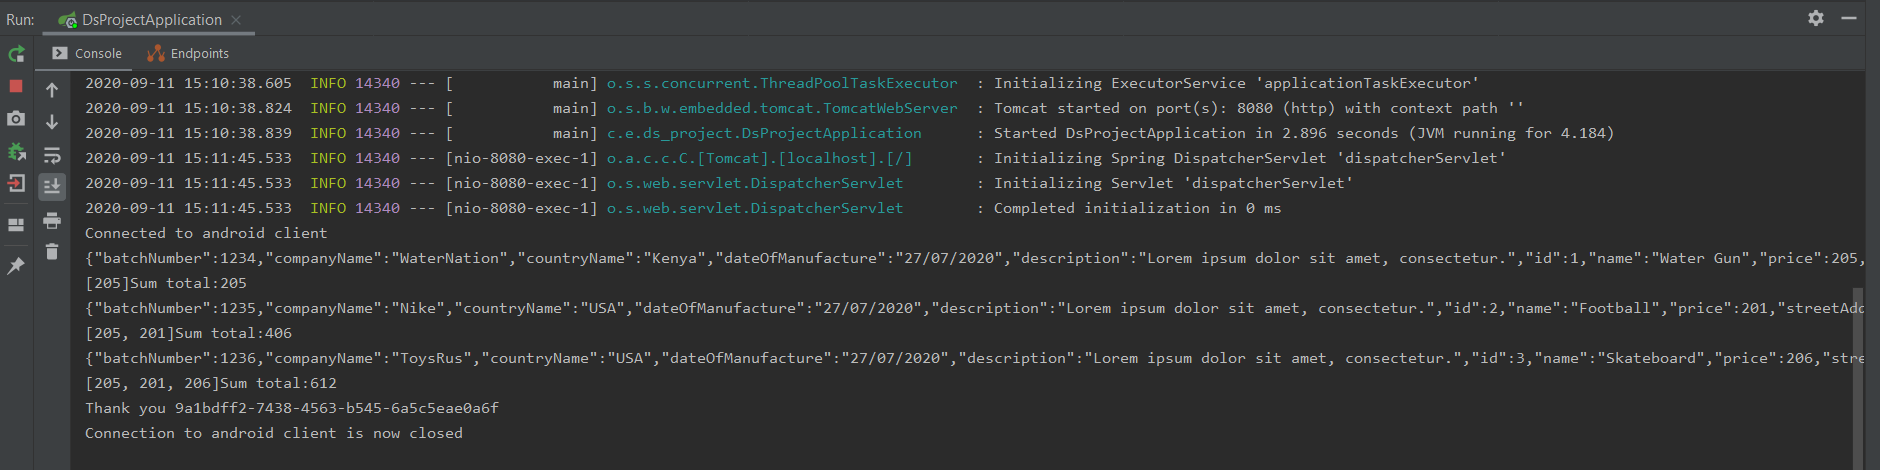 Run: DsProjectApplication
Console Endpoints
2020-09-11 15:10:38.605  INFO 14340 --- [           main] o.s.s.concurrent.ThreadPoolTaskExecutor  : Initializing ExecutorService 'applicationTaskExecutor'
2020-09-11 15:10:38.824  INFO 14340 --- [           main] o.s.b.w.embedded.tomcat.TomcatWebServer  : Tomcat started on port(s): 8080 (http) with context path ''
2020-09-11 15:10:38.839  INFO 14340 --- [           main] c.e.ds_project.DsProjectApplication      : Started DsProjectApplication in 2.896 seconds (JVM running for 4.184)
2020-09-11 15:11:45.533  INFO 14340 --- [nio-8080-exec-1] o.a.c.c.C.[Tomcat].[localhost].[/]       : Initializing Spring DispatcherServlet 'dispatcherServlet'
2020-09-11 15:11:45.533  INFO 14340 --- [nio-8080-exec-1] o.s.web.servlet.DispatcherServlet        : Initializing Servlet 'dispatcherServlet'
2020-09-11 15:11:45.533  INFO 14340 --- [nio-8080-exec-1] o.s.web.servlet.DispatcherServlet        : Completed initialization in 0 ms
Connected to android client
{"batchNumber":1234,"companyName":"WaterNation","countryName":"Kenya","dateOfManufacture":"27/07/2020","description":"Lorem ipsum dolor sit amet, consectetur.","id":1,"name":"Water Gun","price":205,
[205]Sum total:205
{"batchNumber":1235,"companyName":"Nike","countryName":"USA","dateOfManufacture":"27/07/2020","description":"Lorem ipsum dolor sit amet, consectetur.","id":2,"name":"Football","price":201,"streetAdd
[205, 201]Sum total:406
{"batchNumber":1236,"companyName":"ToysRus","countryName":"USA","dateOfManufacture":"27/07/2020","description":"Lorem ipsum dolor sit amet, consectetur.","id":3,"name":"Skateboard","price":206,"stre
[205, 201, 206]Sum total:612
Thank you 9a1bdff2-7438-4563-b545-6a5c5eae0a6f
Connection to android client is now closed